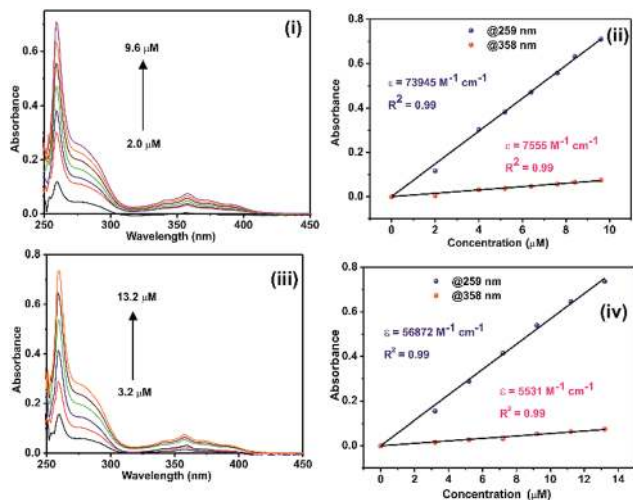 (i)
9.6 µM
2.0 µM
Absorbance
0.6
0.4
0.2
0.0
250 300 350 400 450
Wavelength (nm)
(ii)
@259 nm
@358 nm
ε = 73945 M-1 cm-1
R2 = 0.99
ε = 7555 M-1 cm-1
R2 = 0.99
Absorbance
0.8
0.6
0.4
0.2
0.0
0 2 4 6 8 10
Concentration (µM)
(iii)
13.2 µM
3.2 µM
Absorbance
0.8
0.6
0.4
0.2
0.0
250 300 350 400 450
Wavelength (nm)
(iv)
@259 nm
@358 nm
ε = 56872 M-1 cm-1
R2 = 0.99
ε = 5531 M-1 cm-1
R2 = 0.99
Absorbance
0.8
0.6
0.4
0.2
0.0
0 2 4 6 8 10 12 14
Concentration (µM)